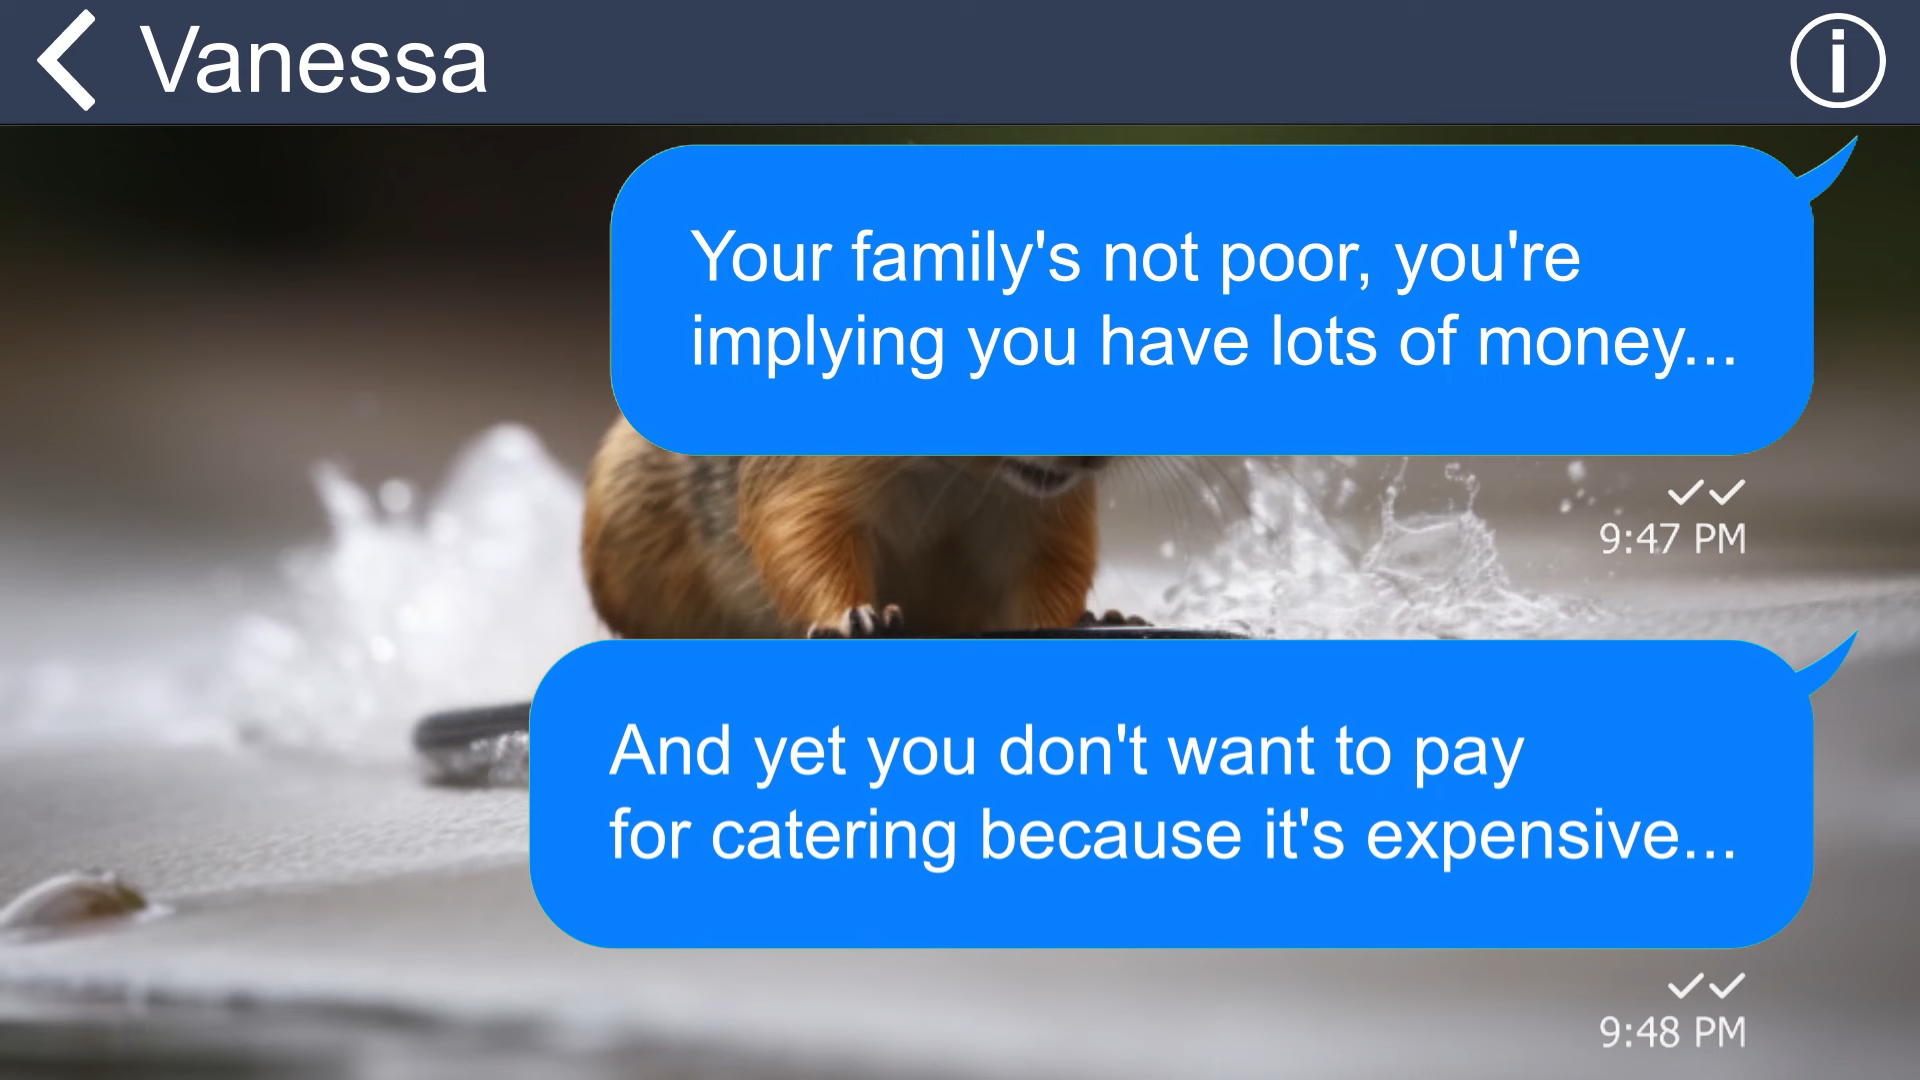 Vanessa
Your family's not poor, you're
implying you have lots of money...
9:47 PM
And yet you don't want to pay
for catering because it's expensive...
9:48 PM